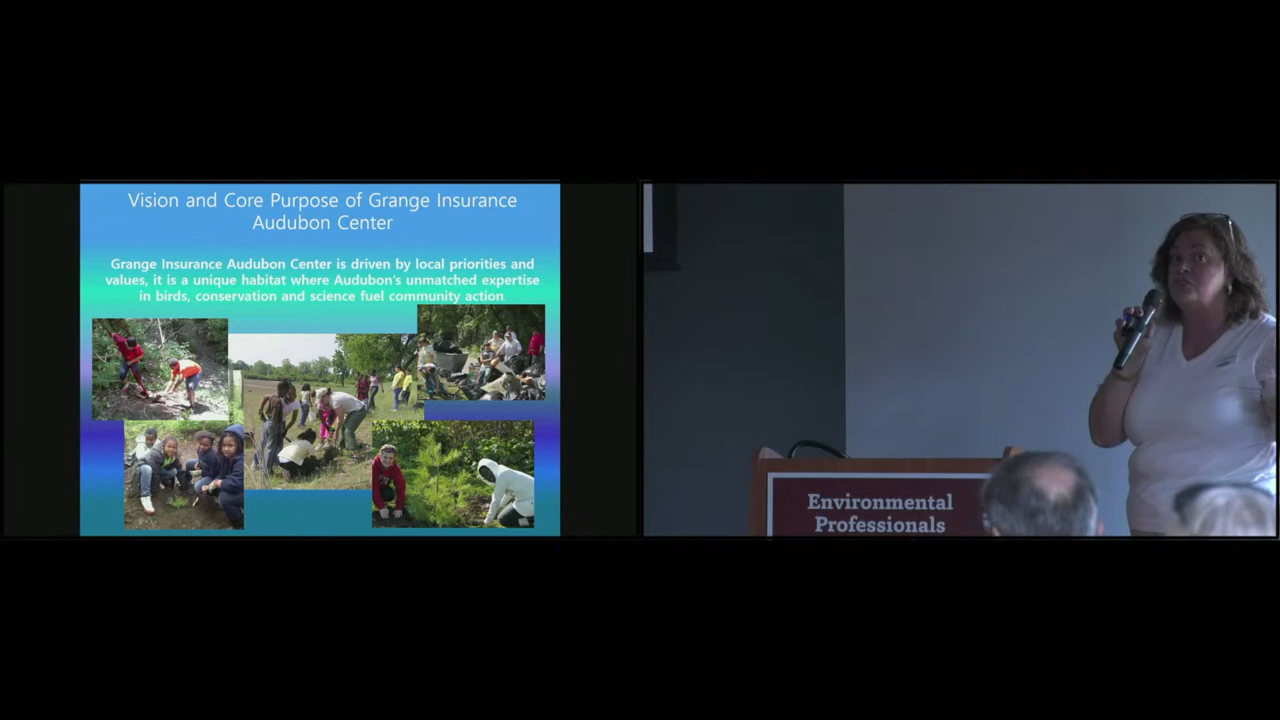 Vision and Core Purpose of Grange Insurance
Audubon Center
Grange Insurance Audubon Center is driven by local priorities and
values, it is a unique habitat where Audubon's unmatched expertise
in birds, conservation and science fuel community action
Environmental
Professionals